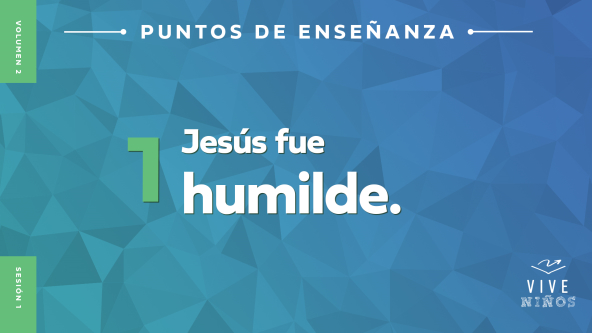 VOLUMEN 2
PUNTOS DE ENSEÑANZA
1
Jesús fue
humilde.
SESIÓN 1
VIVE
NIÑOS